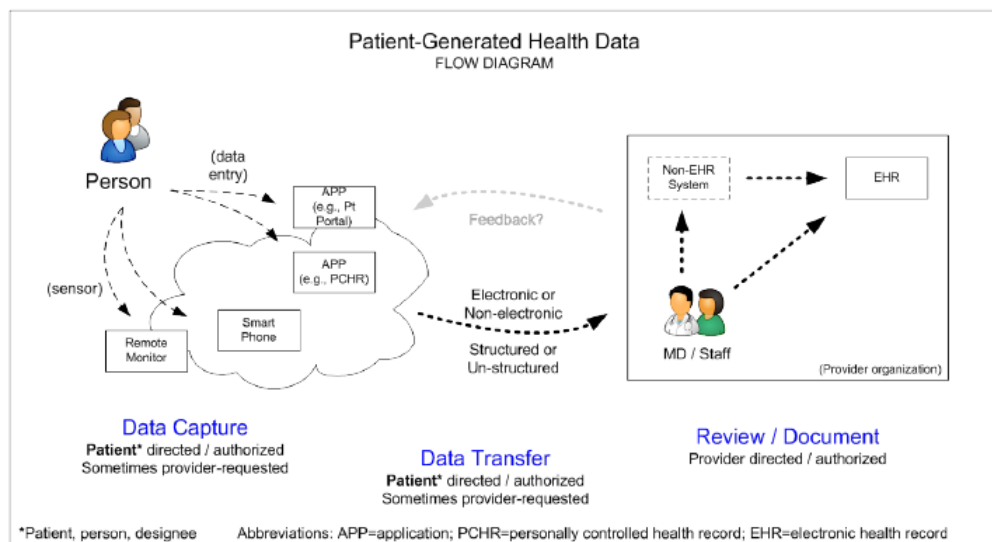 Patient-Generated Health Data
FLOW DIAGRAM
Person
(data
entry)
APP
(e.g., Pt
Portal)
APP
(e.g., PCHR)
(sensor)
Remote
Monitor
Smart
Phone
Feedback?
Electronic or
Non-electronic
Structured or
Un-structured
Non-EHR
System
EHR
MD / Staff
(Provider organization)
Data Capture
Patient* directed / authorized
Sometimes provider-requested
Data Transfer
Patient* directed / authorized
Sometimes provider-requested
Review / Document
Provider directed / authorized
*Patient, person, designee Abbreviations: APP=application; PCHR=personally controlled health record; EHR=electronic health record